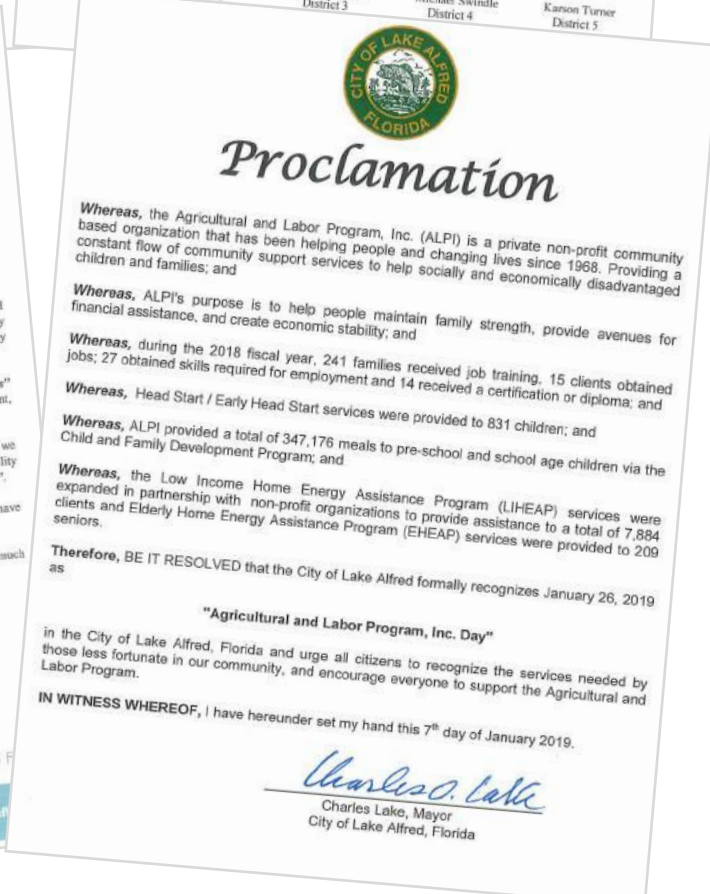 District 3
Swindle
District 4
Karson Turner
District 5
CITY OF LAKE ALFRED
FLORIDA
Proclamation
Whereas, the Agricultural and Labor Program, Inc. (ALPI) is a private non-profit community
based organization that has been helping people and changing lives since 1968. Providing a
constant flow of community support services to help socially and economically disadvantaged
children and families; and
Whereas, ALPI's purpose is to help people maintain family strength, provide avenues for
financial assistance, and create economic stability; and
Whereas, during the 2018 fiscal year, 241 families received job training, 15 clients obtained
jobs; 27 obtained skills required for employment and 14 received a certification or diploma; and
Whereas, Head Start / Early Head Start services were provided to 831 children; and
Whereas, ALPI provided a total of 347,176 meals to pre-school and school age children via the
Child and Family Development Program; and
Whereas, the Low Income Home Energy Assistance Program (LIHEAP) services were
expanded in partnership with non-profit organizations to provide assistance to a total of 7,884
clients and Elderly Home Energy Assistance Program (EHEAP) services were provided to 209
seniors.
Therefore, BE IT RESOLVED that the City of Lake Alfred formally recognizes January 26, 2019
as
"Agricultural and Labor Program, Inc. Day"
in the City of Lake Alfred, Florida and urge all citizens to recognize the services needed by
those less fortunate in our community, and encourage everyone to support the Agricultural and
Labor Program.
IN WITNESS WHEREOF, I have hereunder set my hand this 7th day of January 2019.
Charles O. Lake
Charles Lake, Mayor
City of Lake Alfred, Florida
we
have
much